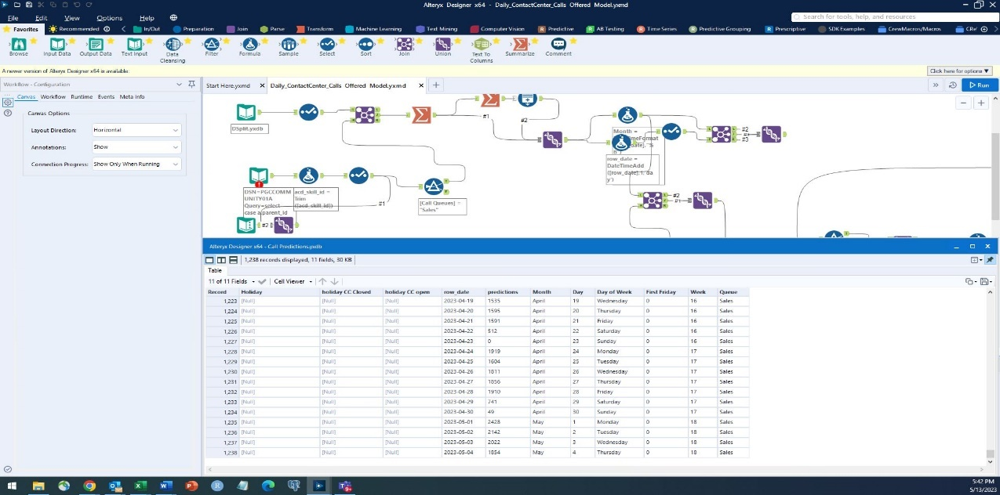 Alteryx Designer x64 - Daily_ContactCenter_Calls Offered Model.yxmd
File Edit View Options Help
Search for tools, help, and resources
Favorites Recommended In/Out Preparation Join Parse Transform Machine Learning Text Mining Computer Vision Predictive AB Testing Time Series Predictive Grouping Prescriptive SDK Examples CrewMacros/Macros CRe
Browse Input Data Output Data Text Input Data Cleansing Filter Formula Sample Select Sort Join Union Text To Columns Summarize Comment
A newer version of Alteryx Designer x64 is available.
Click here for options ▼
Workflow - Configuration
Start Here.yxmd
Daily_ContactCenter_Calls Offered Model.yxmd
Run
Canvas Workflow Runtime Events Meta Info
Canvas Options
Layout Direction: Horizontal
Annotations: Show
Connection Progress: Show Only When Running
DSplit.yxdb
#1
#2
Month =
row_date =
DateTimeAdd
([row_date],1,'da
y')
#2
#1
#3
DSN=PGCOMM
UNITY01A
Query=select
case a.parent_id
acd_skill_id =
Trim
([acd_skill_id])
#1
#2
[Call Queues] =
"Sales"
#2
#1
Alteryx Designer x64 - Call Predictions.yxdb
1,238 records displayed, 11 fields, 30 KB
Table
11 of 11 Fields Cell Viewer
Record Holiday holiday CC Closed holiday CC open row_date predictions Month Day Day of Week First Friday Week Queue
1,223 [Null] [Null] [Null] 2023-04-19 1535 April 19 Wednesday 0 16 Sales
1,224 [Null] [Null] [Null] 2023-04-20 1595 April 20 Thursday 0 16 Sales
1,225 [Null] [Null] [Null] 2023-04-21 1591 April 21 Friday 0 16 Sales
1,226 [Null] [Null] [Null] 2023-04-22 512 April 22 Saturday 0 16 Sales
1,227 [Null] [Null] [Null] 2023-04-23 0 April 23 Sunday 0 16 Sales
1,228 [Null] [Null] [Null] 2023-04-24 1919 April 24 Monday 0 17 Sales
1,229 [Null] [Null] [Null] 2023-04-25 1604 April 25 Tuesday 0 17 Sales
1,230 [Null] [Null] [Null] 2023-04-26 1811 April 26 Wednesday 0 17 Sales
1,231 [Null] [Null] [Null] 2023-04-27 1856 April 27 Thursday 0 17 Sales
1,232 [Null] [Null] [Null] 2023-04-28 1910 April 28 Friday 0 17 Sales
1,233 [Null] [Null] [Null] 2023-04-29 741 April 29 Saturday 0 17 Sales
1,234 [Null] [Null] [Null] 2023-04-30 49 April 30 Sunday 0 17 Sales
1,235 [Null] [Null] [Null] 2023-05-01 2428 May 1 Monday 0 18 Sales
1,236 [Null] [Null] [Null] 2023-05-02 2142 May 2 Tuesday 0 18 Sales
1,237 [Null] [Null] [Null] 2023-05-03 2022 May 3 Wednesday 0 18 Sales
1,238 [Null] [Null] [Null] 2023-05-04 1854 May 4 Thursday 0 18 Sales
5:42 PM
5/13/2023